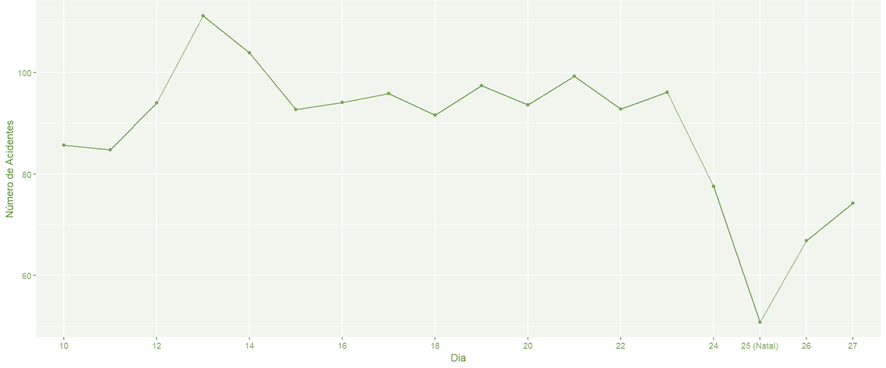 Número de Acidentes
100
80
60
10 12 14 16 18 20 22 24 25 (Natal) 26 27
Dia